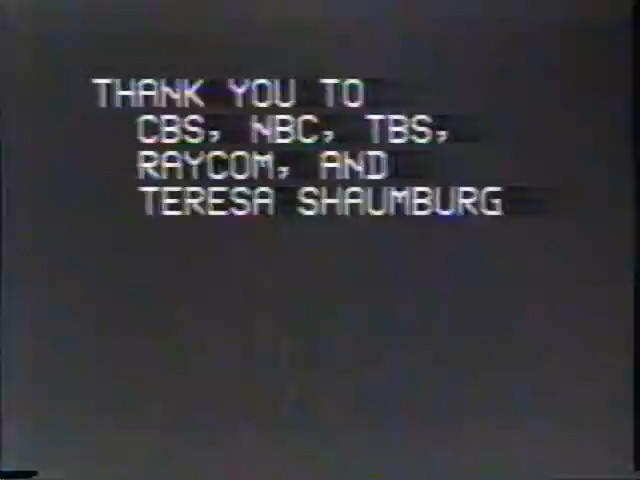 THANK YOU TO
CBS, NBC, TBS,
RAYCOM, AND
TERESA SHAUMBURG